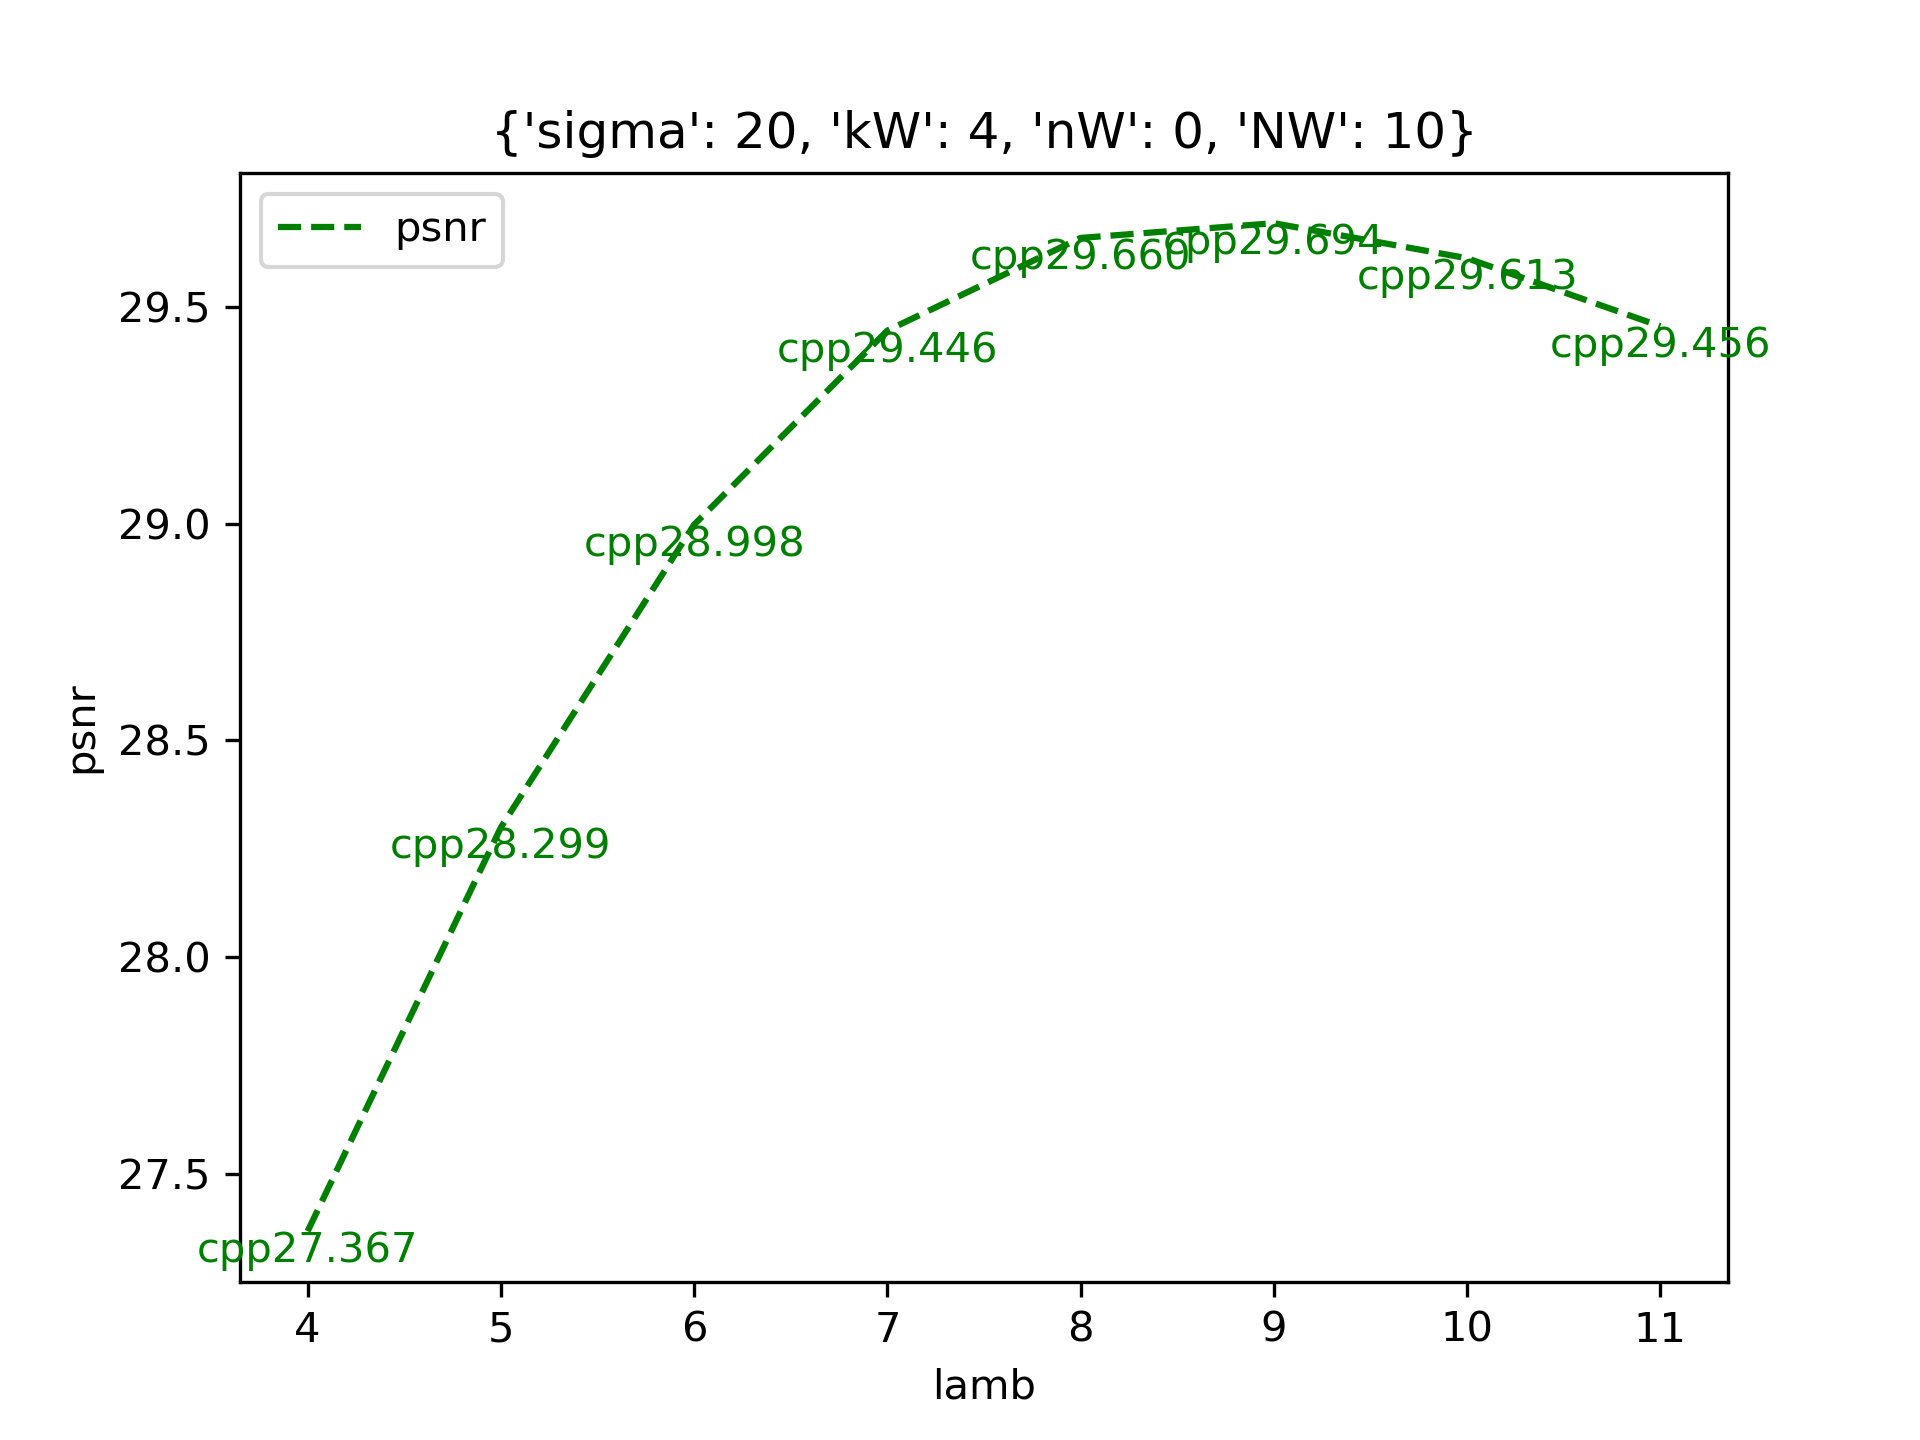 {'sigma': 20, 'kW': 4, 'nW': 0, 'NW': 10}
psnr
cpp29.694
cpp29.660
cpp29.613
29.5
cpp29.446
cpp29.456
29.0
cpp28.998
psnr
28.5
cpp28.299
28.0
27.5
cpp27.367
4 5 6 7 8 9 10 11
lamb